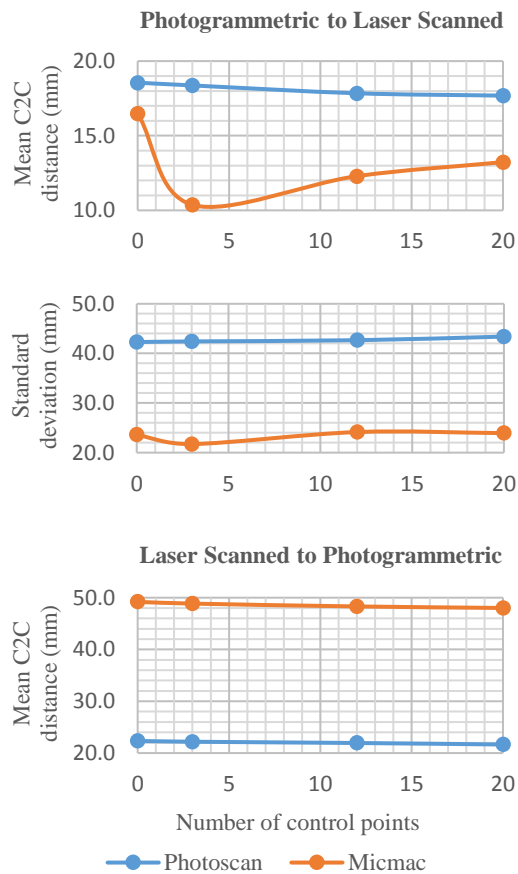 Photogrammetric to Laser Scanned
Mean C2C
distance (mm)
20.0
15.0
10.0
0 5 10 15 20
Standard
deviation (mm)
50.0
40.0
30.0
20.0
0 5 10 15 20
Laser Scanned to Photogrammetric
Mean C2C
distance (mm)
50.0
40.0
30.0
20.0
0 5 10 15 20
Number of control points
Photoscan Micmac